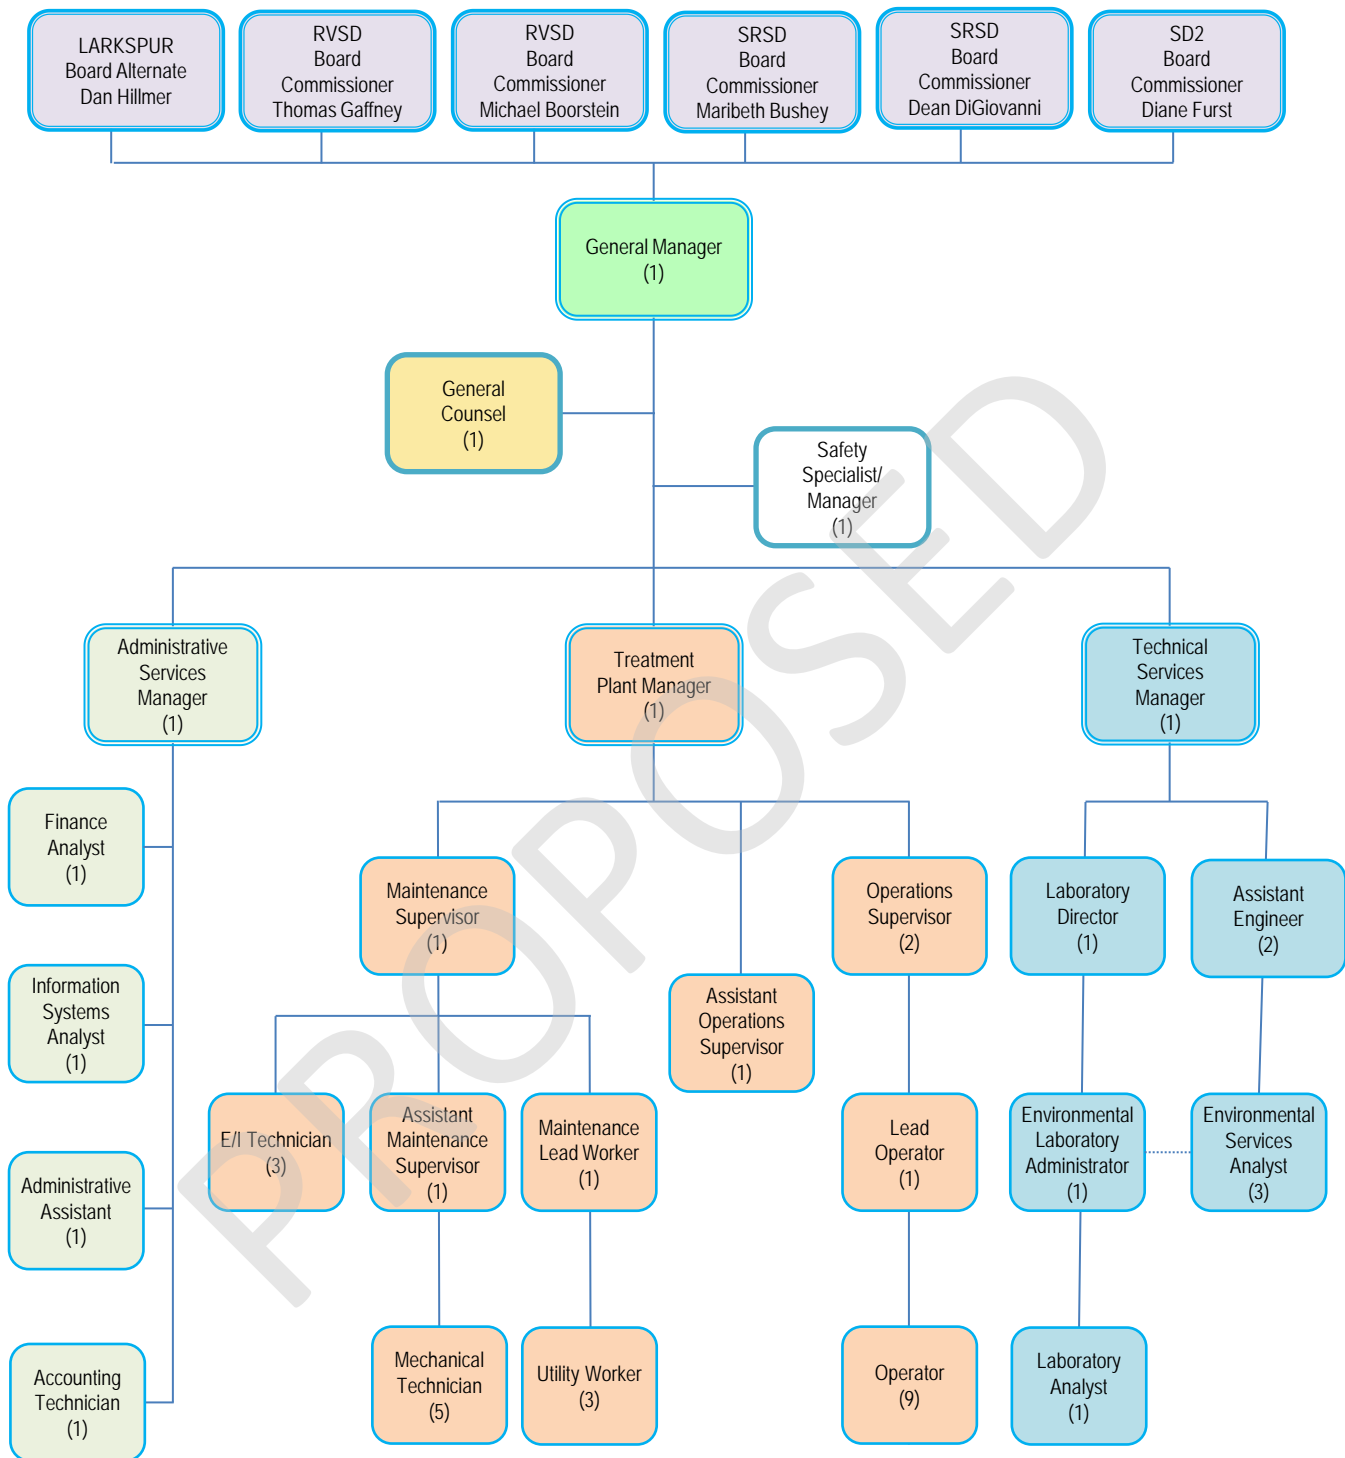 LARKSPUR
Board Alternate
Dan Hillmer
RVSD
Board
Commissioner
Thomas Gaffney
RVSD
Board
Commissioner
Michael Boorstein
SRSD
Board
Commissioner
Maribeth Bushey
SRSD
Board
Commissioner
Dean DiGiovanni
SD2
Board
Commissioner
Diane Furst
General Manager
(1)
General
Counsel
(1)
Safety
Specialist/
Manager
(1)
Administrative
Services
Manager
(1)
Treatment
Plant Manager
(1)
Technical
Services
Manager
(1)
Finance
Analyst
(1)
Maintenance
Supervisor
(1)
Operations
Supervisor
(2)
Laboratory
Director
(1)
Assistant
Engineer
(2)
Information
Systems
Analyst
(1)
Assistant
Operations
Supervisor
(1)
E/I Technician
(3)
Assistant
Maintenance
Supervisor
(1)
Maintenance
Lead Worker
(1)
Lead
Operator
(1)
Environmental
Laboratory
Administrator
(1)
Environmental
Services
Analyst
(3)
Administrative
Assistant
(1)
Accounting
Technician
(1)
Mechanical
Technician
(5)
Utility Worker
(3)
Operator
(9)
Laboratory
Analyst
(1)
PROPOSED